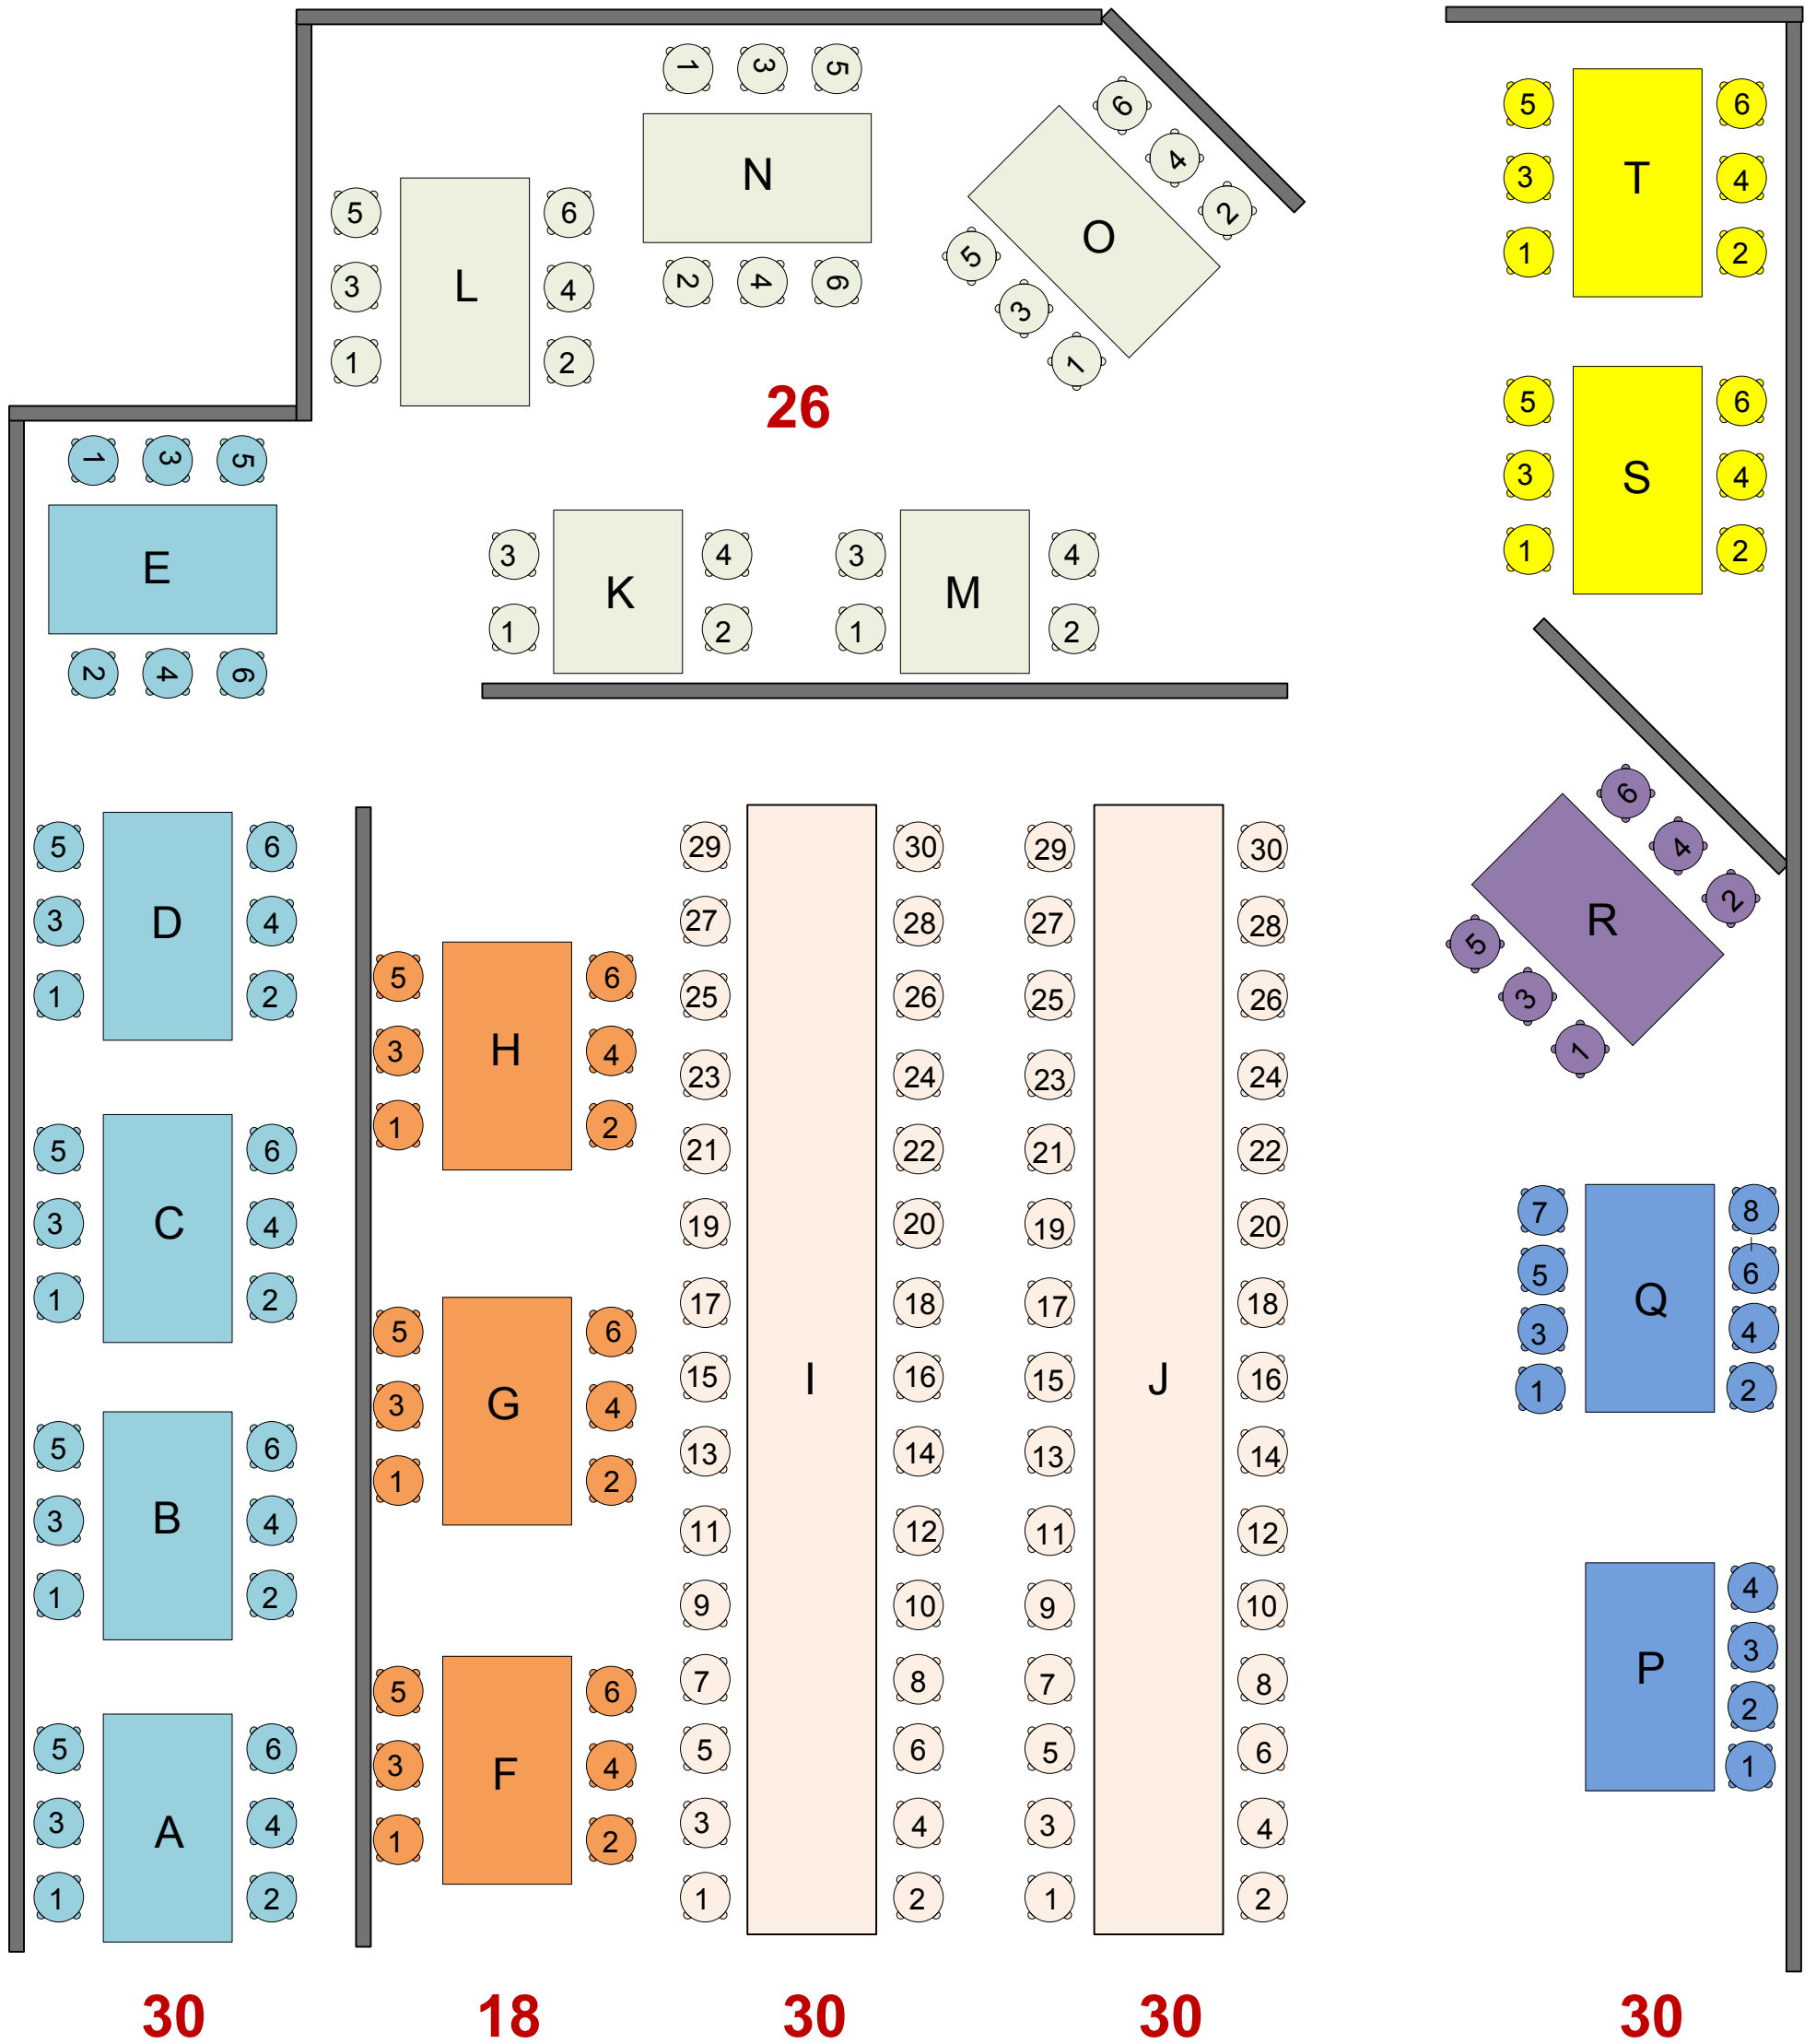 1 3 5
N
2 4 6
5 6
3 L 4
1 2
6 4 2
O
5 3 1
26
5 6
3 T 4
1 2
5 6
3 S 4
1 2
1 3 5
E
2 4 6
3 4
K
1 2
3 4
M
1 2
5 6
3 D 4
1 2
5 6
3 C 4
1 2
5 6
3 B 4
1 2
5 6
3 A 4
1 2
30
5 6
3 H 4
1 2
5 6
3 G 4
1 2
5 6
3 F 4
1 2
18
29 30
27 28
25 26
23 24
21 22
19 20
17 18
15 I 16
13 14
11 12
9 10
7 8
5 6
3 4
1 2
30
29 30
27 28
25 26
23 24
21 22
19 20
17 18
15 J 16
13 14
11 12
9 10
7 8
5 6
3 4
1 2
30
6 4 2
R
5 3 1
7 8
5 6
Q
3 4
1 2
4
3
P
2
1
30